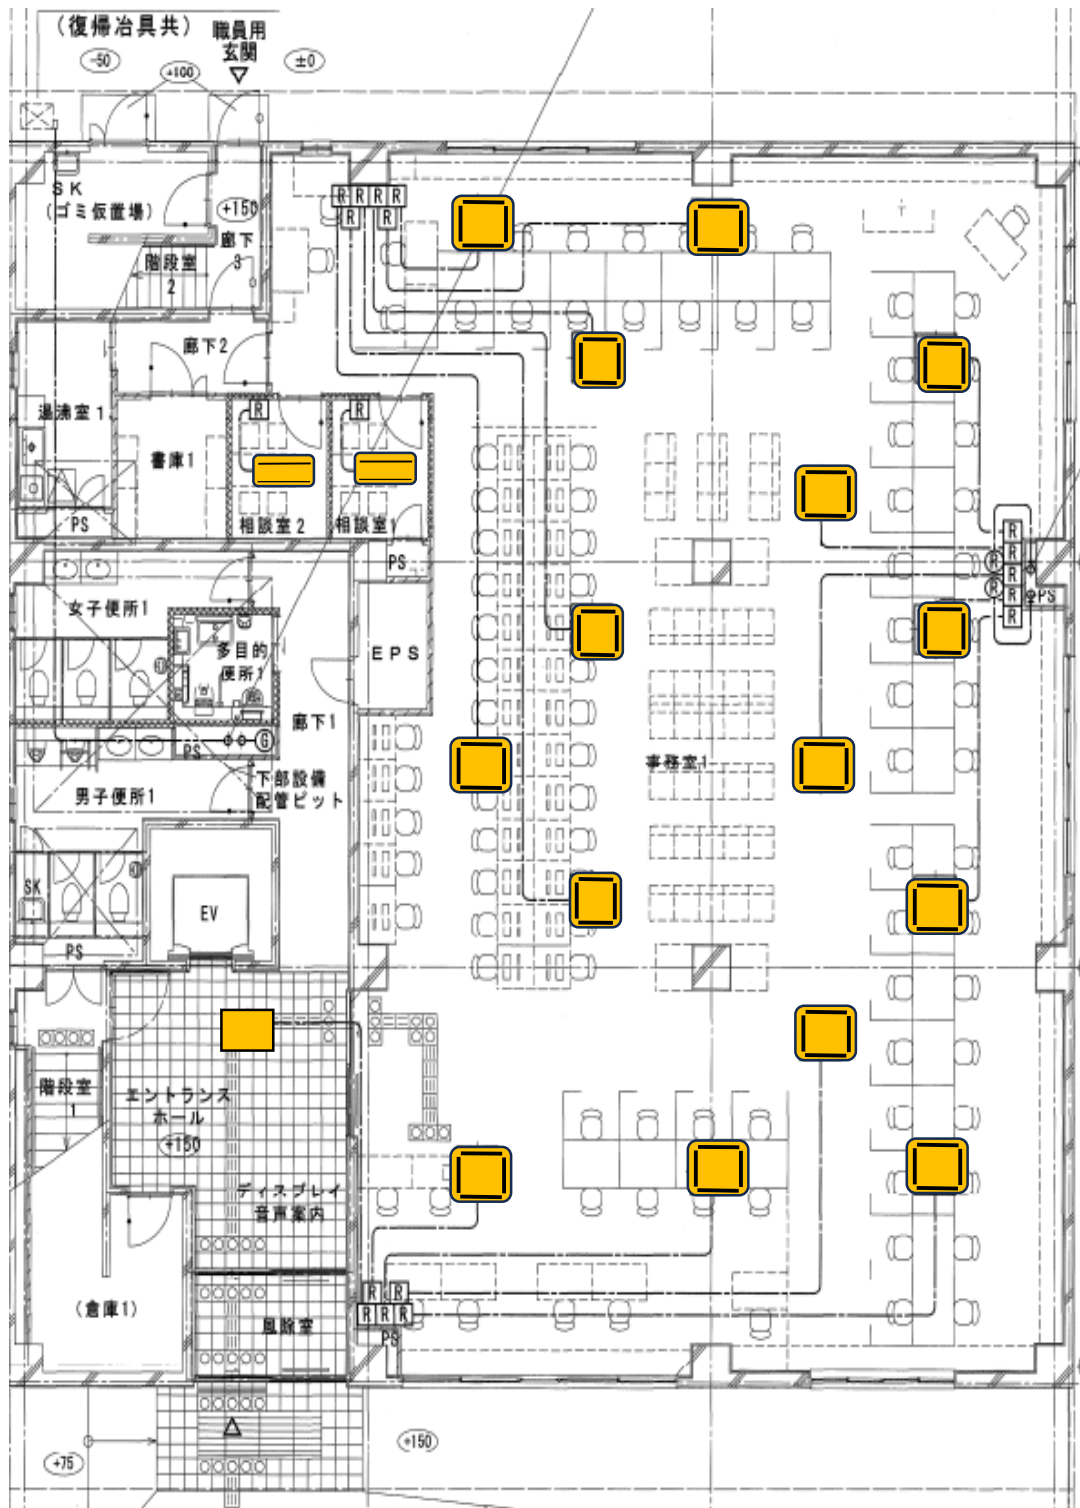 (復帰冶具共)
職員用
玄関
-50
+100
±0
SK
(ゴミ仮置場)
+150
廊下
3
階段室
2
R R R R
R R
廊下2
湯沸室1
書庫1
R
R
相談室2
相談室1
PS
PS
女子便所1
多目的
便所1
EPS
R
R
R
R
R
R
R
PS
廊下1
PS
G
事務室1
男子便所1
下部設備
配管ピット
SK
EV
PS
階段室
1
エントランス
ホール
+150
ディスプレイ
音声案内
(倉庫1)
風除室
R R
R R R
PS
+75
+150